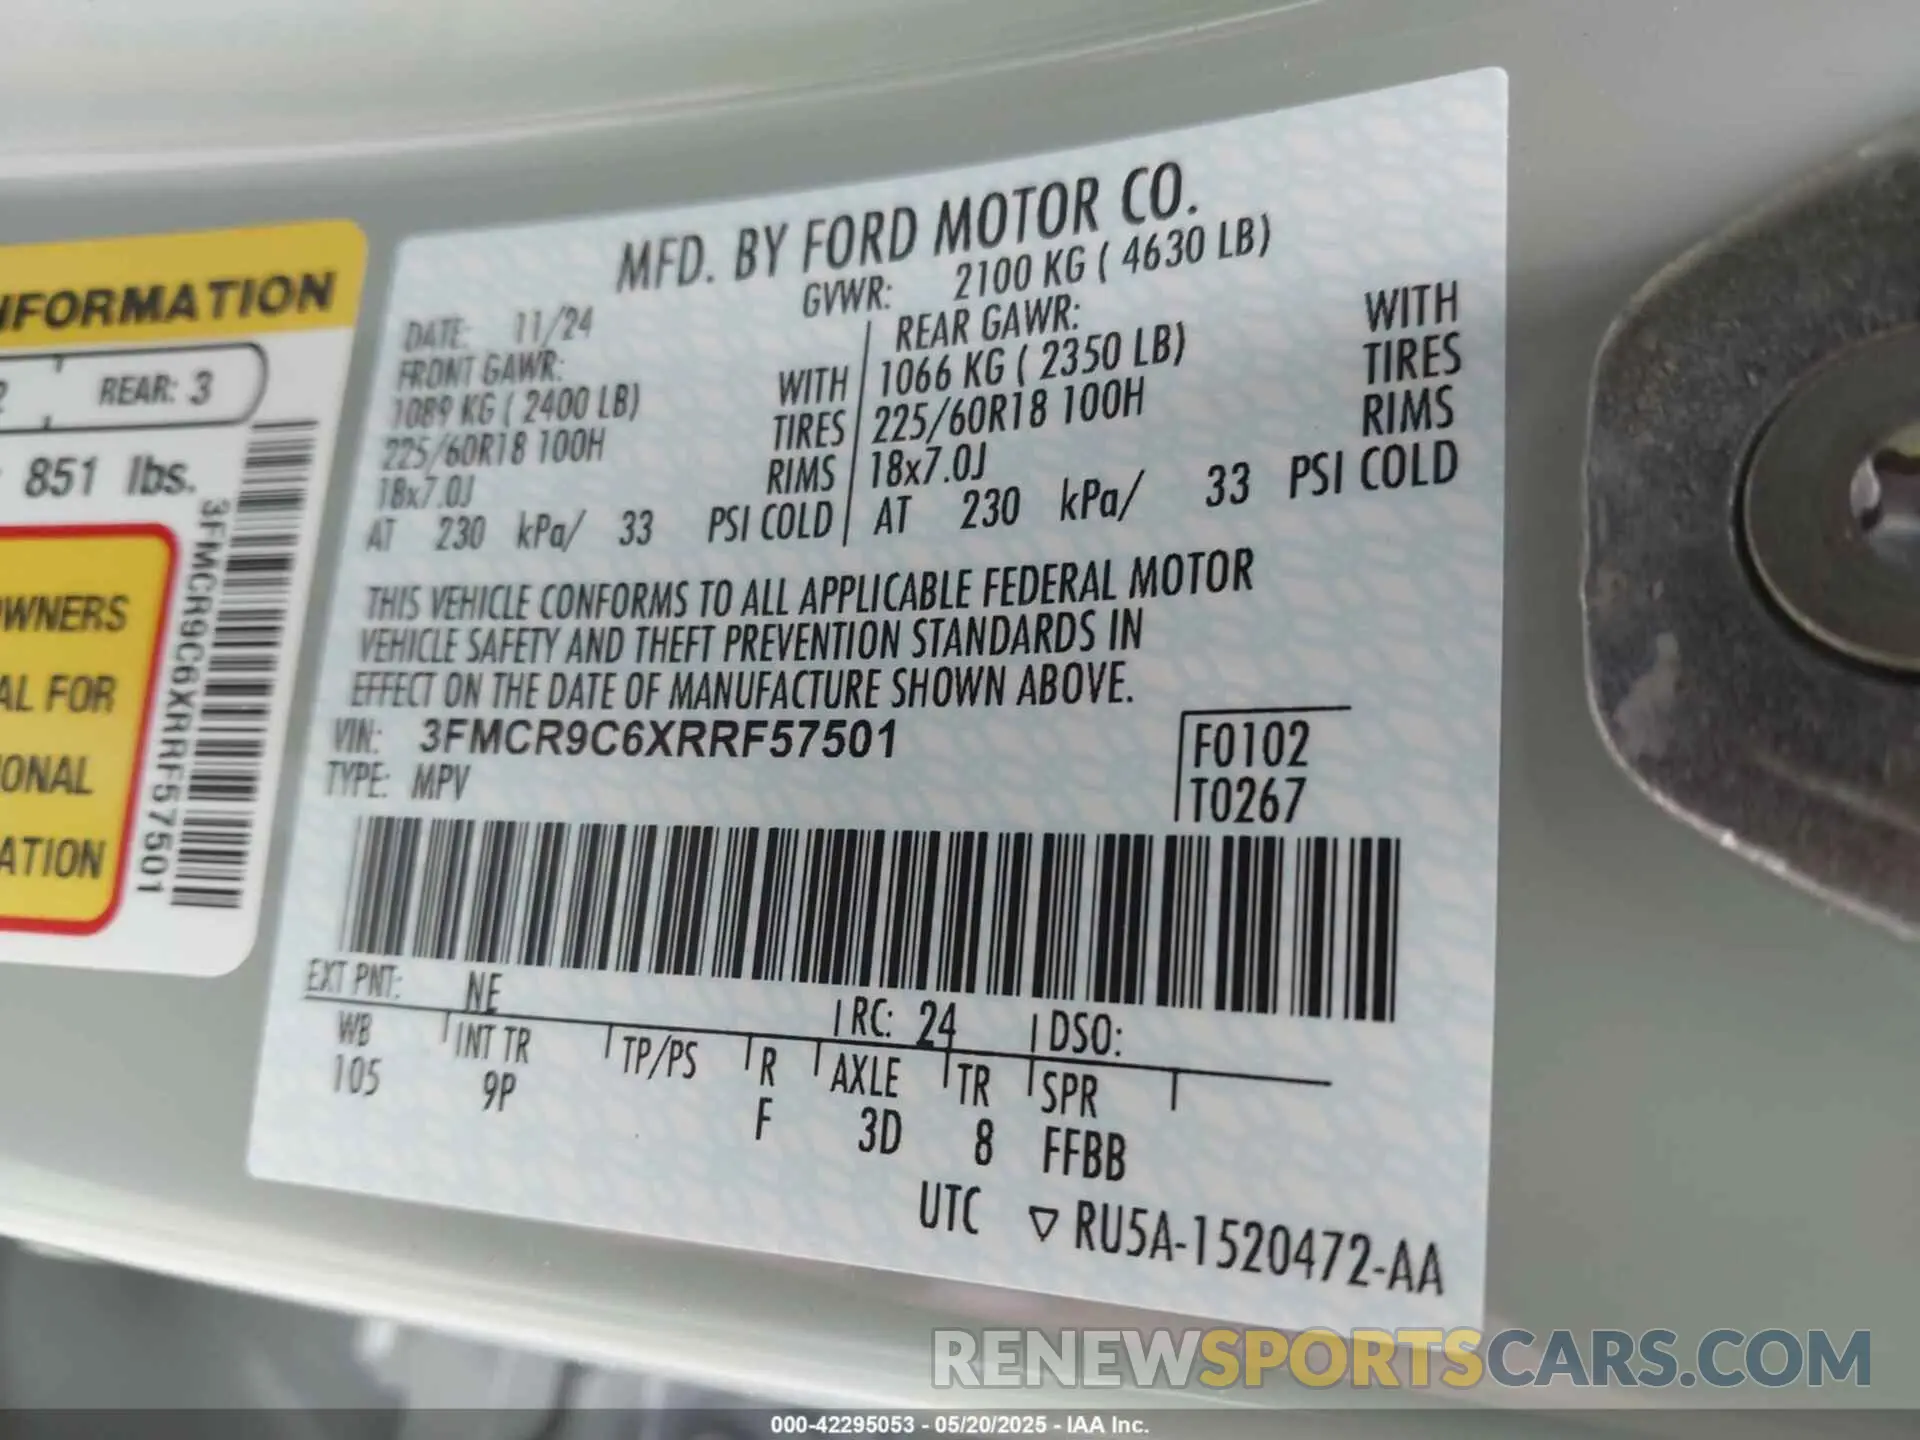 MFD. BY FORD MOTOR CO.
DATE: 11/24 GVWR: 2100 KG ( 4630 LB)
FRONT GAWR: REAR GAWR:
1089 KG ( 2400 LB) WITH 1066 KG ( 2350 LB) WITH
225/60R18 100H TIRES 225/60R18 100H TIRES
18x7.0J RIMS 18x7.0J RIMS
AT 230 kPa/ 33 PSI COLD AT 230 kPa/ 33 PSI COLD
THIS VEHICLE CONFORMS TO ALL APPLICABLE FEDERAL MOTOR
VEHICLE SAFETY AND THEFT PREVENTION STANDARDS IN
EFFECT ON THE DATE OF MANUFACTURE SHOWN ABOVE.
VIN: 3FMCR9C6XRRF57501 F0102
TYPE: MPV T0267
EXT PNT: NE RC: 24 DSO:
WB INT TR TP/PS R AXLE TR SPR
105 9P F 3D 8 FFBB
UTC ▽ RU5A-1520472-AA
NFORMATION
REAR: 3
851 lbs.
WNERS
AL FOR
ONAL
ATION
3FMCR9C6XRRF57501
RENEWSPORTSCARS.COM
000-42295053 - 05/20/2025 - IAA Inc.